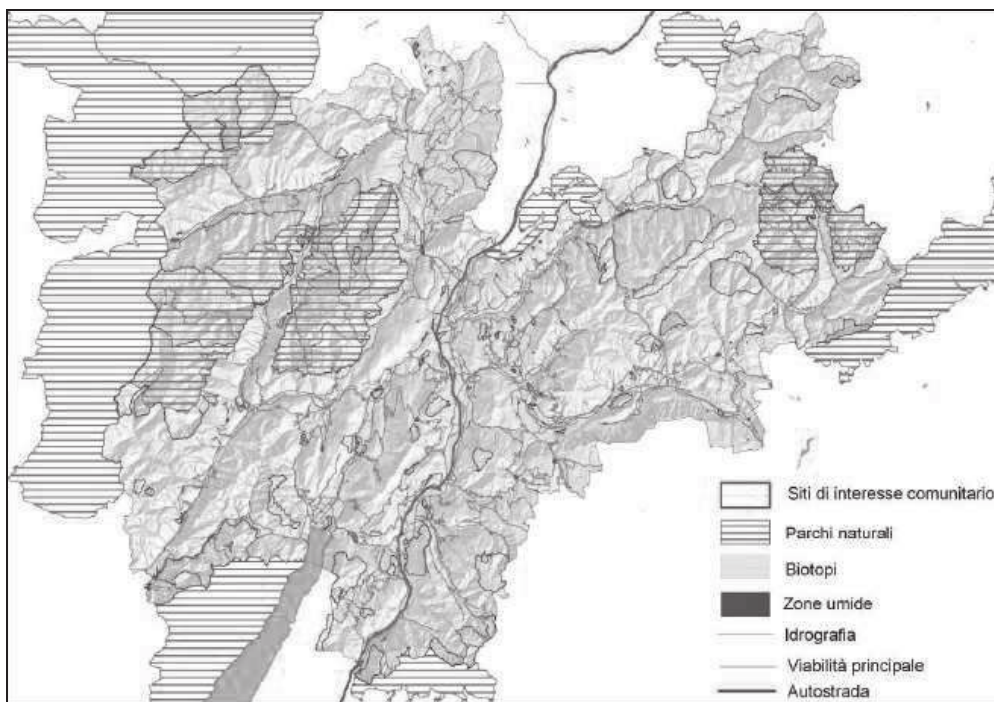 Siti di interesse comunitario
Parchi naturali
Biotopi
Zone umide
Idrografia
Viabilità principale
Autostrada